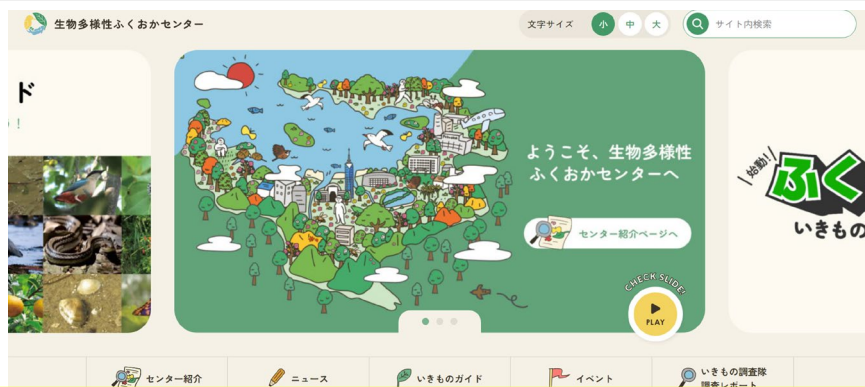 生物多様性ふくおかセンター
文字サイズ 小 中 大 サイト内検索
ド
！
ようこそ、生物多様性
ふくおかセンターへ
センター紹介ページへ
CHECK SLIDE!
PLAY
始動!
ふく
いきもの
センター紹介 ニュース いきものガイド イベント いきもの調査隊
調査レポート